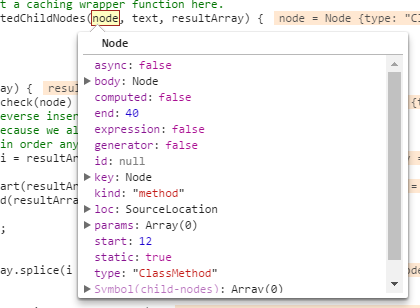 t a caching wrapper function here.
tedChildNodes(node, text, resultArray) { node = Node {type: "Cl
Node
async: false
body: Node
computed: false
end: 40
expression: false
generator: false
id: null
key: Node
kind: "method"
loc: SourceLocation
params: Array(0)
start: 12
static: true
type: "ClassMethod"
Symbol(child-nodes): Array(0)
ay) {
check(node)
everse inser
ecause we al
in order any
i = resultAr
art(resultAr
d(resultArra
;
ay.splice(i